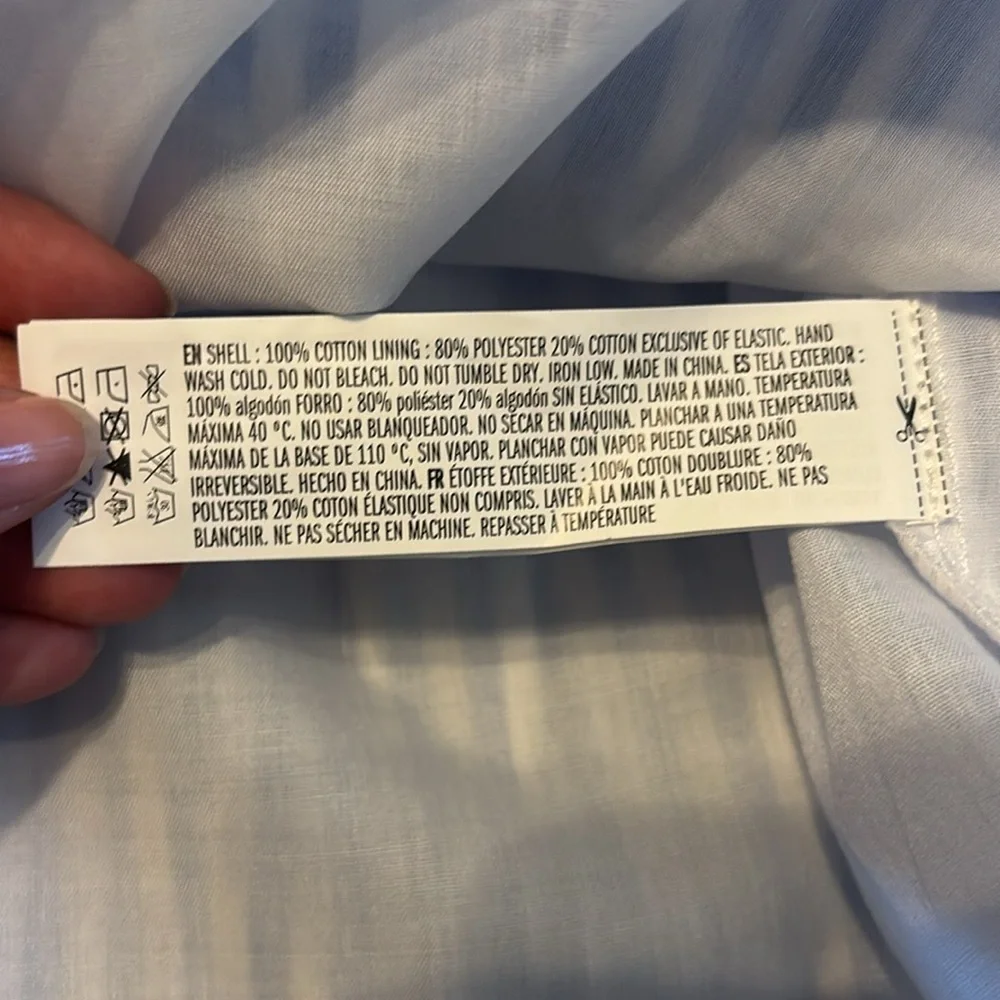 EN SHELL : 100% COTTON LINING : 80% POLYESTER 20% COTTON EXCLUSIVE OF ELASTIC. HAND
WASH COLD. DO NOT BLEACH. DO NOT TUMBLE DRY. IRON LOW. MADE IN CHINA. ES TELA EXTERIOR :
100% algodón FORRO : 80% poliéster 20% algodón SIN ELÁSTICO. LAVAR A MANO. TEMPERATURA
MÁXIMA 40 ºC. NO USAR BLANQUEADOR. NO SECAR EN MÁQUINA. PLANCHAR A UNA TEMPERATURA
MÁXIMA DE LA BASE DE 110 ºC, SIN VAPOR. PLANCHAR CON VAPOR PUEDE CAUSAR DAÑO
IRREVERSIBLE. HECHO EN CHINA. FR ÉTOFFE EXTÉRIEURE : 100% COTON DOUBLURE : 80%
POLYESTER 20% COTON ÉLASTIQUE NON COMPRIS. LAVER À LA MAIN À L'EAU FROIDE. NE PAS
BLANCHIR. NE PAS SÉCHER EN MACHINE. REPASSER À TEMPÉRATURE